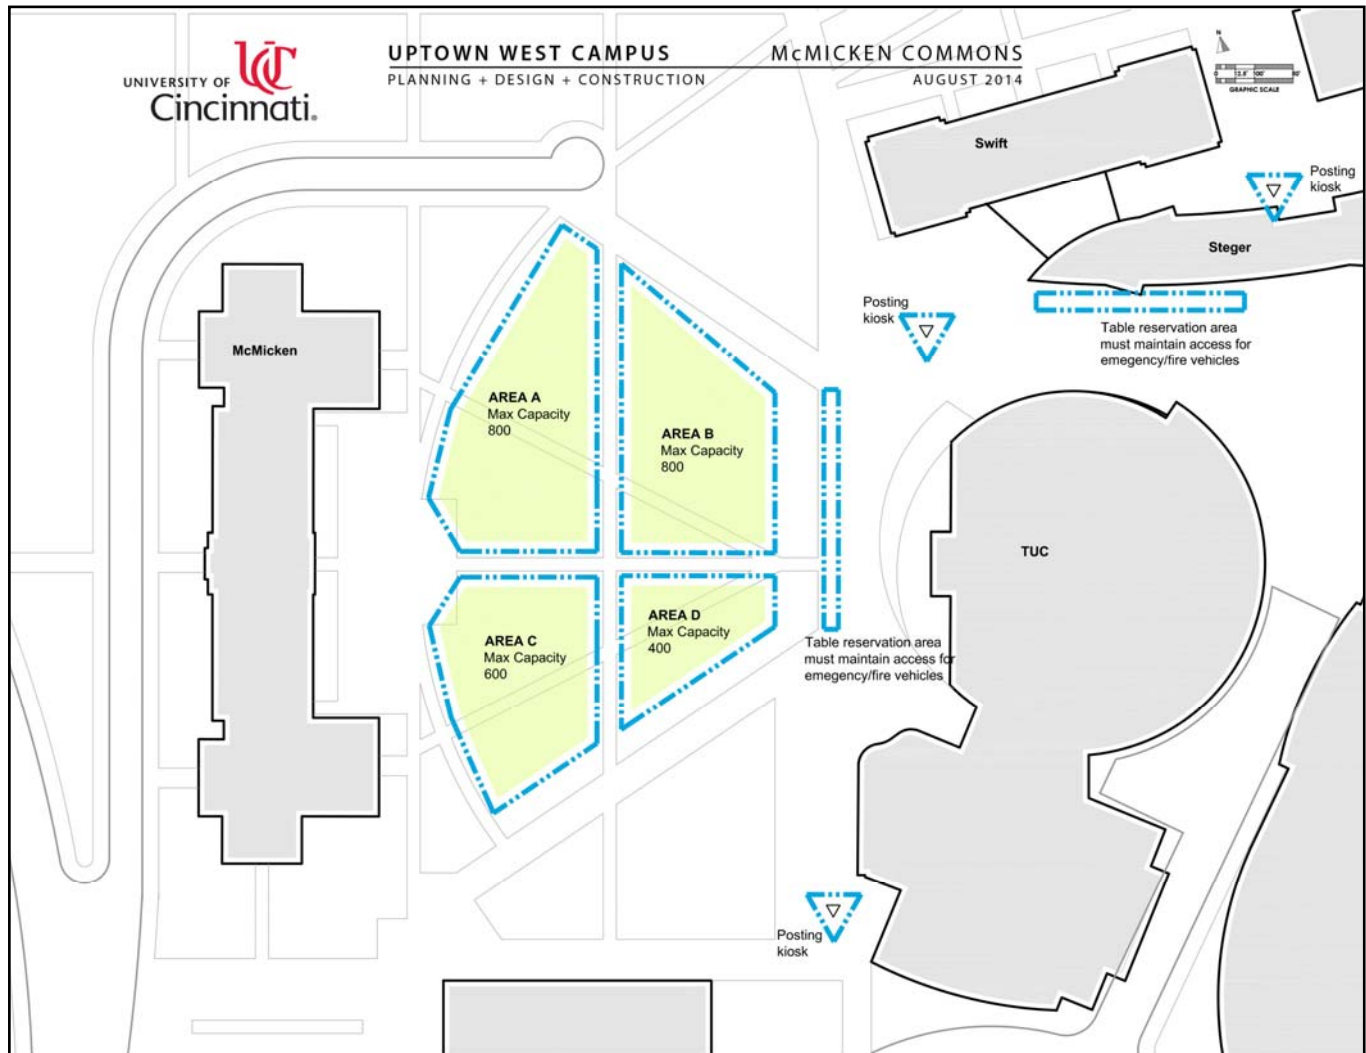 UNIVERSITY OF UC
Cincinnati.
UPTOWN WEST CAMPUS
McMICKEN COMMONS
PLANNING + DESIGN + CONSTRUCTION
AUGUST 2014
N
GRAPHIC SCALE
Swift
Posting
kiosk
Steger
Posting
kiosk
Table reservation area
must maintain access for
emegency/fire vehicles
McMicken
AREA A
Max Capacity
800
AREA B
Max Capacity
800
TUC
AREA C
Max Capacity
600
AREA D
Max Capacity
400
Table reservation area
must maintain access for
emegency/fire vehicles
Posting
kiosk